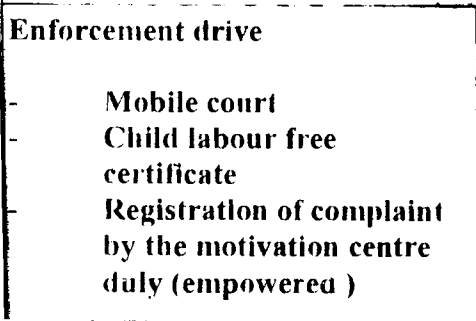 Enforcement drive
- Mobile court
- Child labour free
certificate
- Registration of complaint
by the motivation centre
duly (empowered )